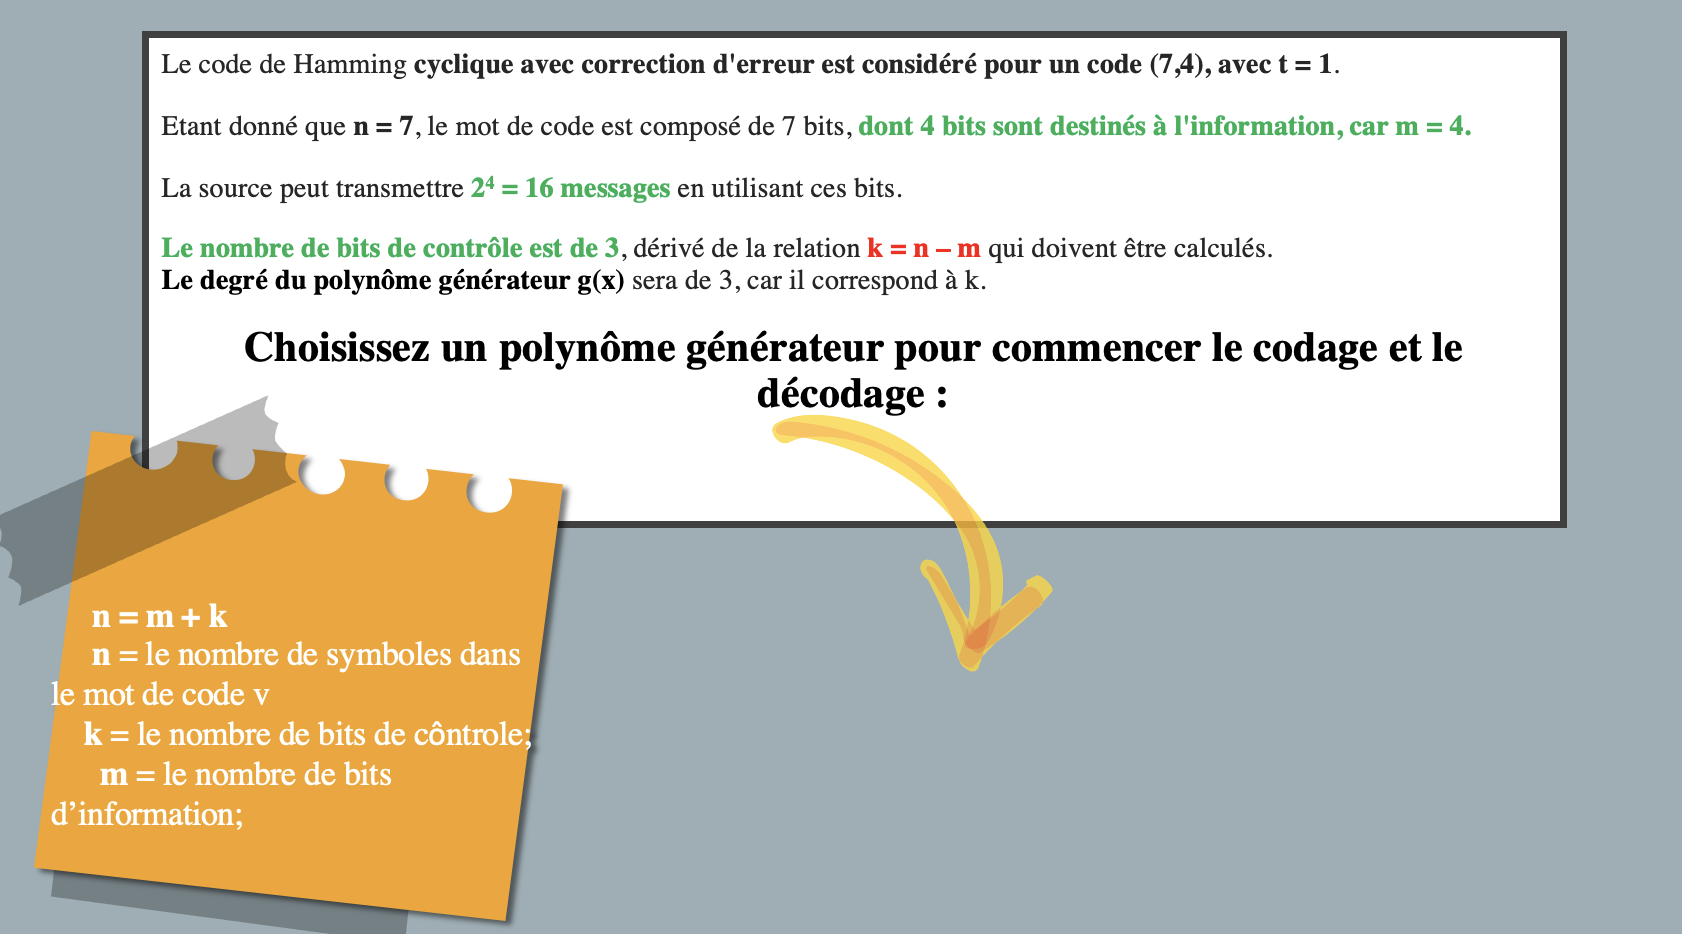 Le code de Hamming cyclique avec correction d'erreur est considéré pour un code (7,4), avec t = 1.
Etant donné que n = 7, le mot de code est composé de 7 bits, dont 4 bits sont destinés à l'information, car m = 4.
La source peut transmettre 2⁴ = 16 messages en utilisant ces bits.
Le nombre de bits de contrôle est de 3, dérivé de la relation k = n – m qui doivent être calculés.
Le degré du polynôme générateur g(x) sera de 3, car il correspond à k.
Choisissez un polynôme générateur pour commencer le codage et le
décodage :
n = m + k
n = le nombre de symboles dans
le mot de code v
k = le nombre de bits de côntrole;
m = le nombre de bits
d’information;